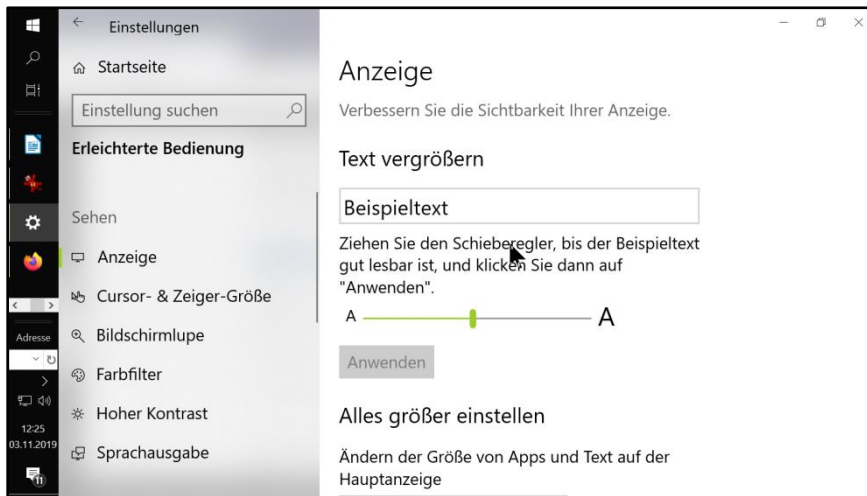 Einstellungen
Startseite
Einstellung suchen
Erleichterte Bedienung
Sehen
Anzeige
Cursor- & Zeiger-Größe
Bildschirmlupe
Farbfilter
Hoher Kontrast
Sprachausgabe
Anzeige
Verbessern Sie die Sichtbarkeit Ihrer Anzeige.
Text vergrößern
Beispieltext
Ziehen Sie den Schieberegler, bis der Beispieltext
gut lesbar ist, und klicken Sie dann auf
"Anwenden".
A A
Anwenden
Alles größer einstellen
Ändern der Größe von Apps und Text auf der
Hauptanzeige
Adresse
12:25
03.11.2019
11